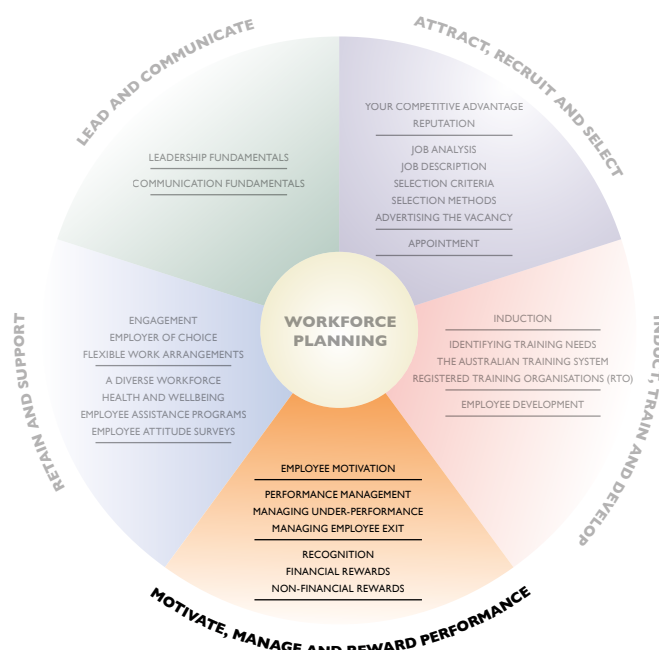 LEAD AND COMMUNICATE
LEADERSHIP FUNDAMENTALS
COMMUNICATION FUNDAMENTALS
ATTRACT, RECRUIT AND SELECT
YOUR COMPETITIVE ADVANTAGE
REPUTATION
JOB ANALYSIS
JOB DESCRIPTION
SELECTION CRITERIA
SELECTION METHODS
ADVERTISING THE VACANCY
APPOINTMENT
WORKFORCE
PLANNING
RETAIN AND SUPPORT
ENGAGEMENT
EMPLOYER OF CHOICE
FLEXIBLE WORK ARRANGEMENTS
A DIVERSE WORKFORCE
HEALTH AND WELLBEING
EMPLOYEE ASSISTANCE PROGRAMS
EMPLOYEE ATTITUDE SURVEYS
INDUCT, TRAIN AND DEVELOP
INDUCTION
IDENTIFYING TRAINING NEEDS
THE AUSTRALIAN TRAINING SYSTEM
REGISTERED TRAINING ORGANISATIONS (RTO)
EMPLOYEE DEVELOPMENT
EMPLOYEE MOTIVATION
PERFORMANCE MANAGEMENT
MANAGING UNDER-PERFORMANCE
MANAGING EMPLOYEE EXIT
RECOGNITION
FINANCIAL REWARDS
NON-FINANCIAL REWARDS
MOTIVATE, MANAGE AND REWARD PERFORMANCE